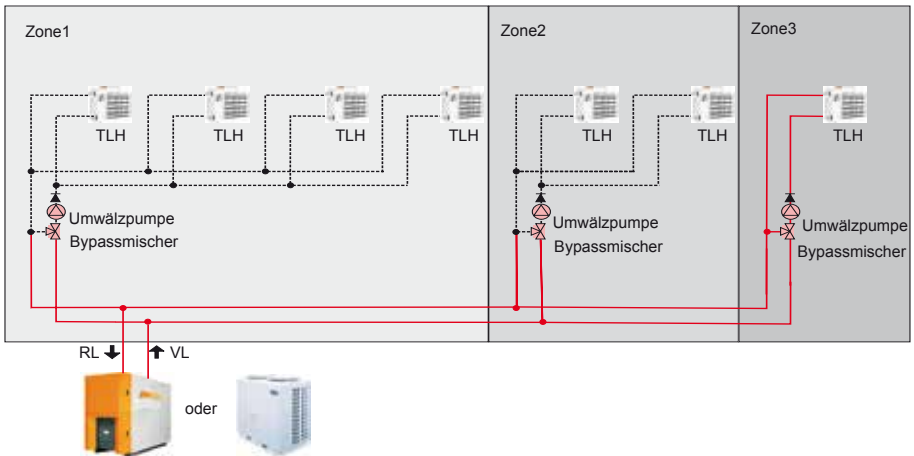 Zone1
Zone2
Zone3
TLH
TLH
TLH
TLH
TLH
TLH
TLH
Umwälzpumpe
Bypassmischer
Umwälzpumpe
Bypassmischer
Umwälzpumpe
Bypassmischer
RL
VL
oder